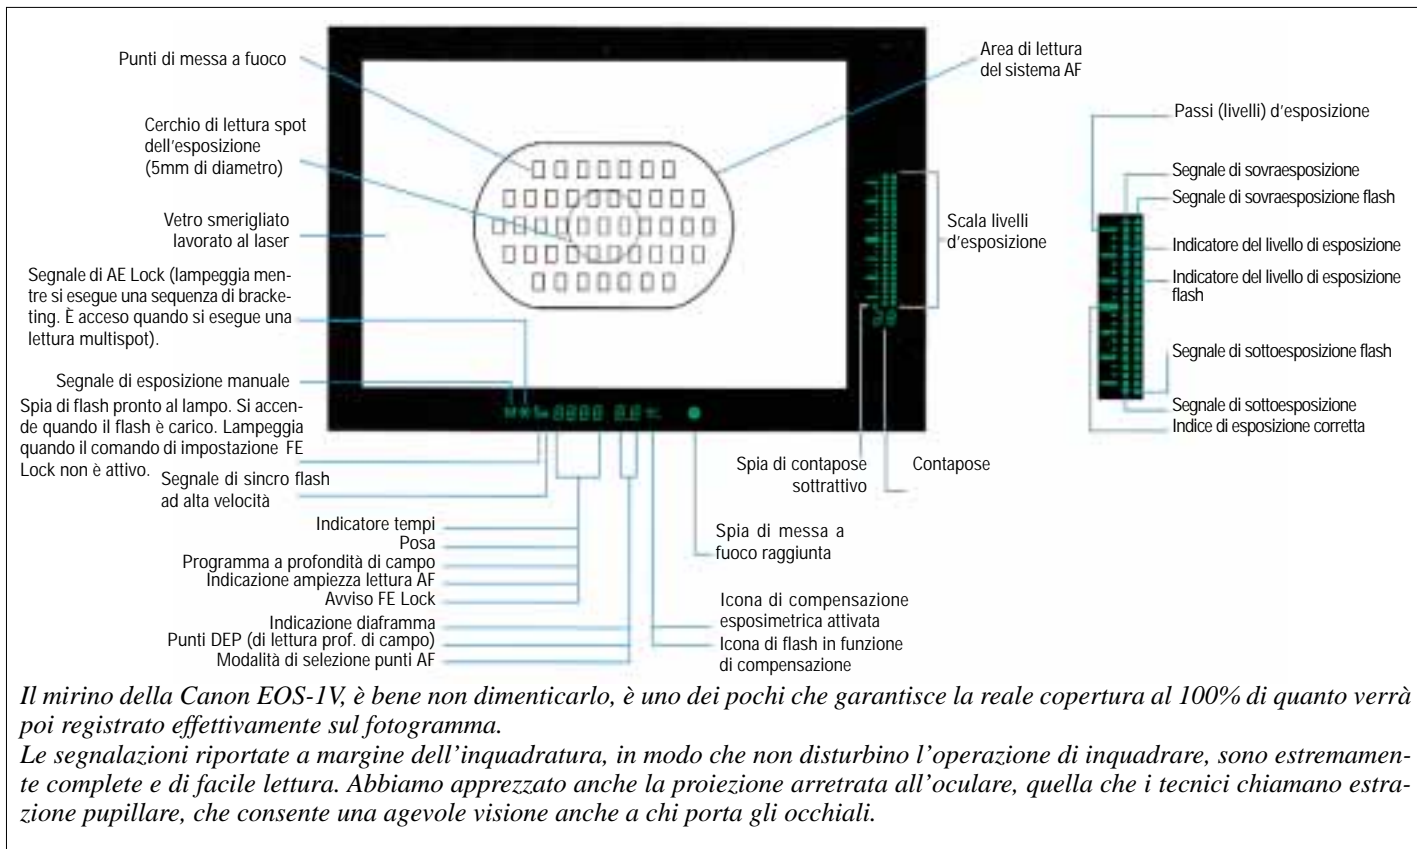 Punti di messa a fuoco
Cerchio di lettura spot
dell'esposizione
(5mm di diametro)
Vetro smerigliato
lavorato al laser
Segnale di AE Lock (lampeggia men-
tre si esegue una sequenza di bracke-
ting. È acceso quando si esegue una
lettura multispot).
Segnale di esposizione manuale
Spia di flash pronto al lampo. Si accen-
de quando il flash è carico. Lampeggia
quando il comando di impostazione FE
Lock non è attivo.
Segnale di sincro flash
ad alta velocità
Indicatore tempi
Posa
Programma a profondità di campo
Indicazione ampiezza lettura AF
Avviso FE Lock
Indicazione diaframma
Punti DEP (di lettura prof. di campo)
Modalità di selezione punti AF
Area di lettura
del sistema AF
Scala livelli
d'esposizione
Spia di contapose
sottrattivo
Contapose
Spia di messa a
fuoco raggiunta
Icona di compensazione
esposimetrica attivata
Icona di flash in funzione
di compensazione
Passi (livelli) d'esposizione
Segnale di sovraesposizione
Segnale di sovraesposizione flash
Indicatore del livello di esposizione
Indicatore del livello di esposizione
flash
Segnale di sottoesposizione flash
Segnale di sottoesposizione
Indice di esposizione corretta
Il mirino della Canon EOS-1V, è bene non dimenticarlo, è uno dei pochi che garantisce la reale copertura al 100% di quanto verrà
poi registrato effettivamente sul fotogramma.
Le segnalazioni riportate a margine dell'inquadratura, in modo che non disturbino l'operazione di inquadrare, sono estremamen-
te complete e di facile lettura. Abbiamo apprezzato anche la proiezione arretrata all'oculare, quella che i tecnici chiamano estra-
zione pupillare, che consente una agevole visione anche a chi porta gli occhiali.